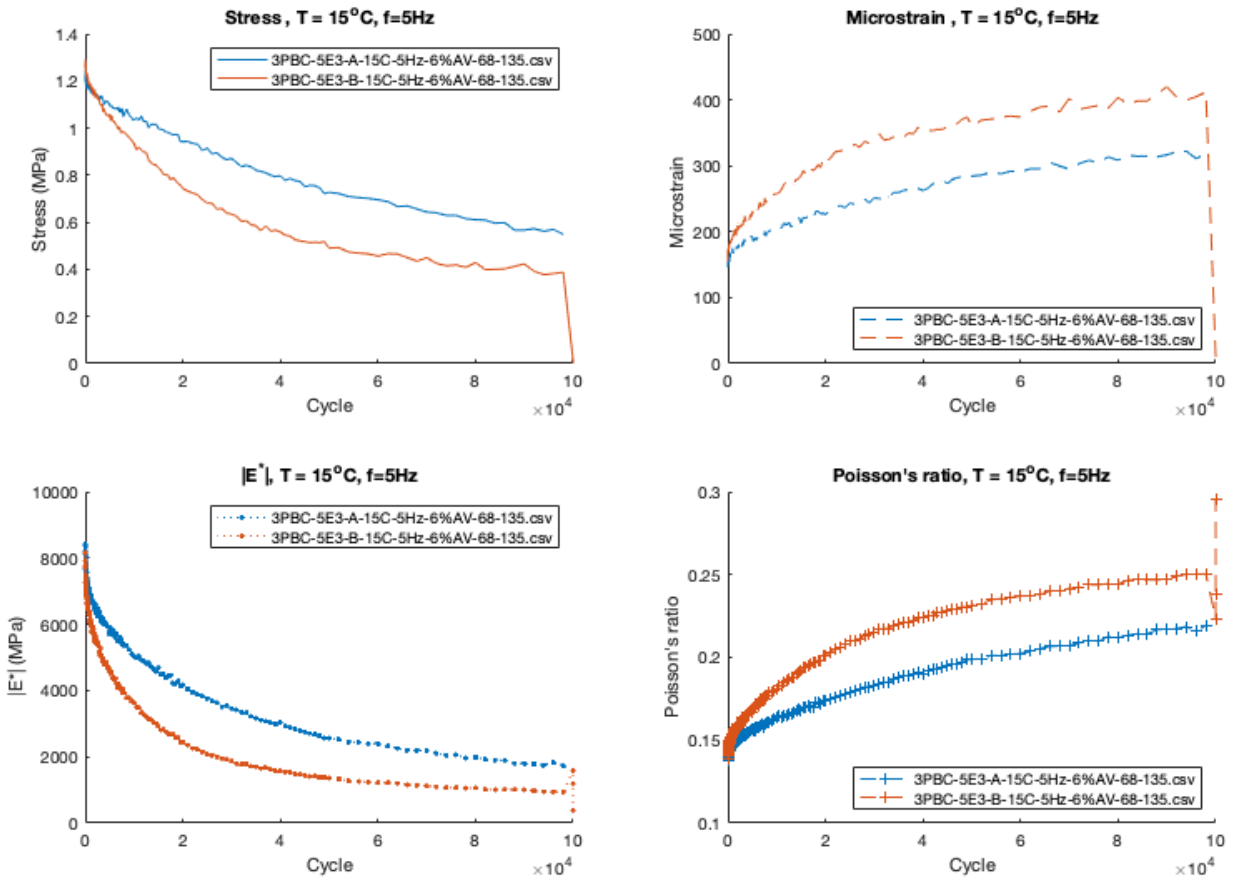 Stress , T = 15°C, f=5Hz
1.4
1.2
1
0.8
0.6
0.4
0.2
0
Stress (MPa)
3PBC-5E3-A-15C-5Hz-6%AV-68-135.csv
3PBC-5E3-B-15C-5Hz-6%AV-68-135.csv
0 2 4 6 8 10
Cycle
×10^4
Microstrain , T = 15°C, f=5Hz
500
400
300
200
100
0
Microstrain
3PBC-5E3-A-15C-5Hz-6%AV-68-135.csv
3PBC-5E3-B-15C-5Hz-6%AV-68-135.csv
0 2 4 6 8 10
Cycle
×10^4
|E*|, T = 15°C, f=5Hz
10000
8000
6000
4000
2000
0
|E*| (MPa)
3PBC-5E3-A-15C-5Hz-6%AV-68-135.csv
3PBC-5E3-B-15C-5Hz-6%AV-68-135.csv
0 2 4 6 8 10
Cycle
×10^4
Poisson's ratio, T = 15°C, f=5Hz
0.3
0.25
0.2
0.15
0.1
Poisson's ratio
3PBC-5E3-A-15C-5Hz-6%AV-68-135.csv
3PBC-5E3-B-15C-5Hz-6%AV-68-135.csv
0 2 4 6 8 10
Cycle
×10^4